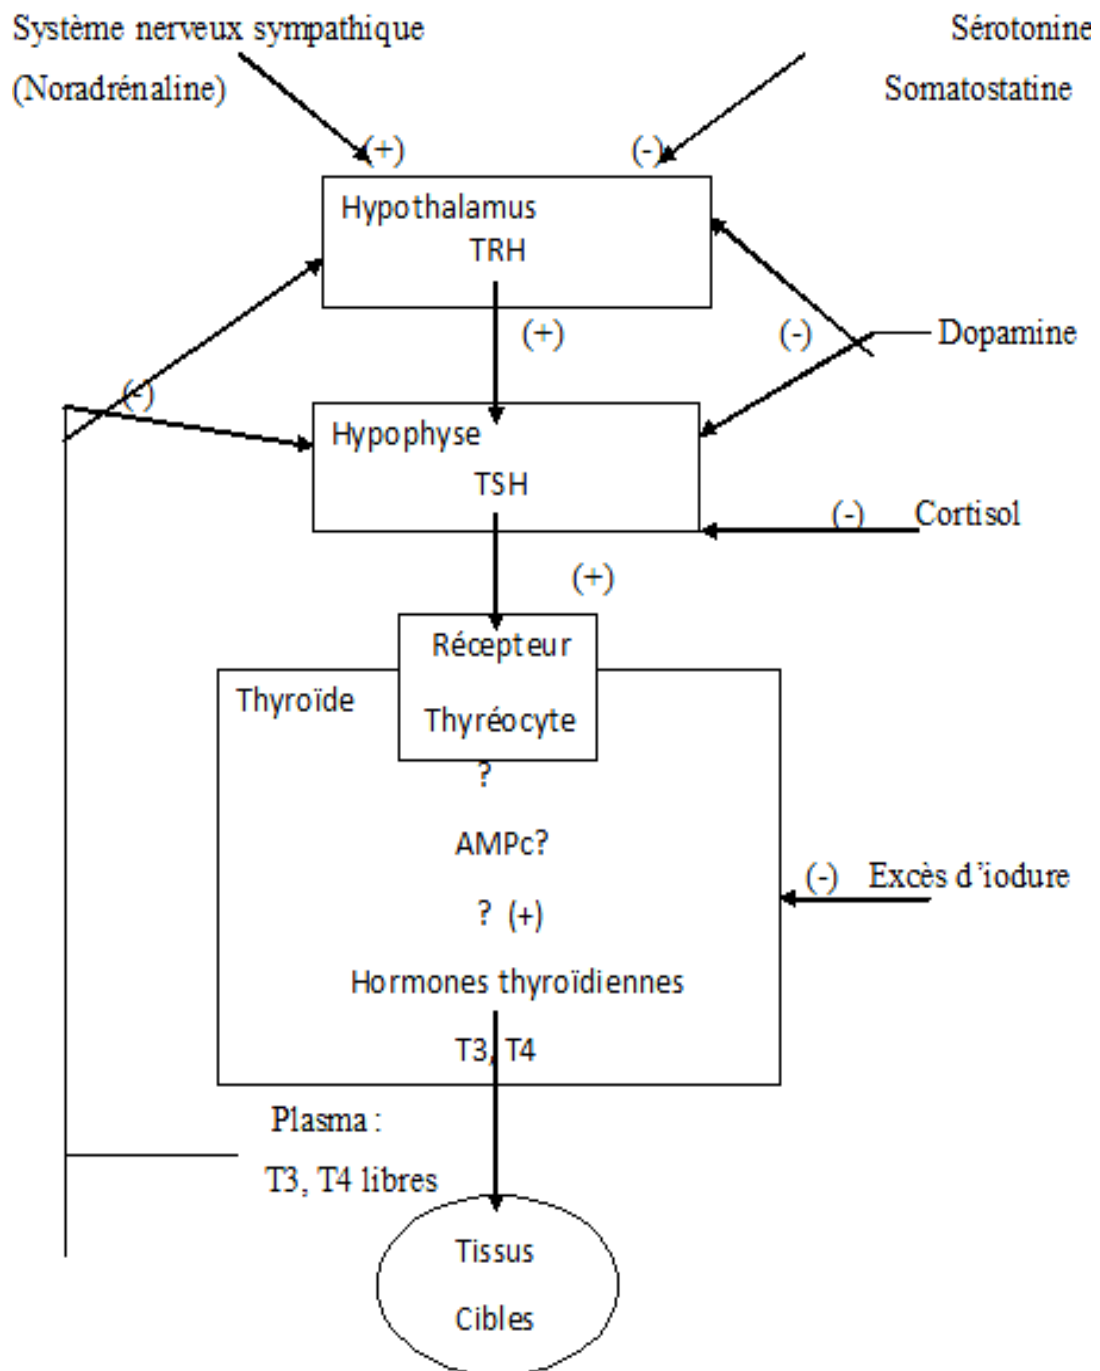 Système nerveux sympathique
(Noradrénaline)
Sérotonine
Somatostatine
(+)
(-)
Hypothalamus
TRH
(+)
(-)
Dopamine
(-)
Hypophyse
TSH
(-)
Cortisol
(+)
Récepteur
Thyréocyte
Thyroïde
?
AMPc?
? (+)
(-)
Excès d'iodure
Hormones thyroïdiennes
T3, T4
Plasma :
T3, T4 libres
Tissus
Cibles